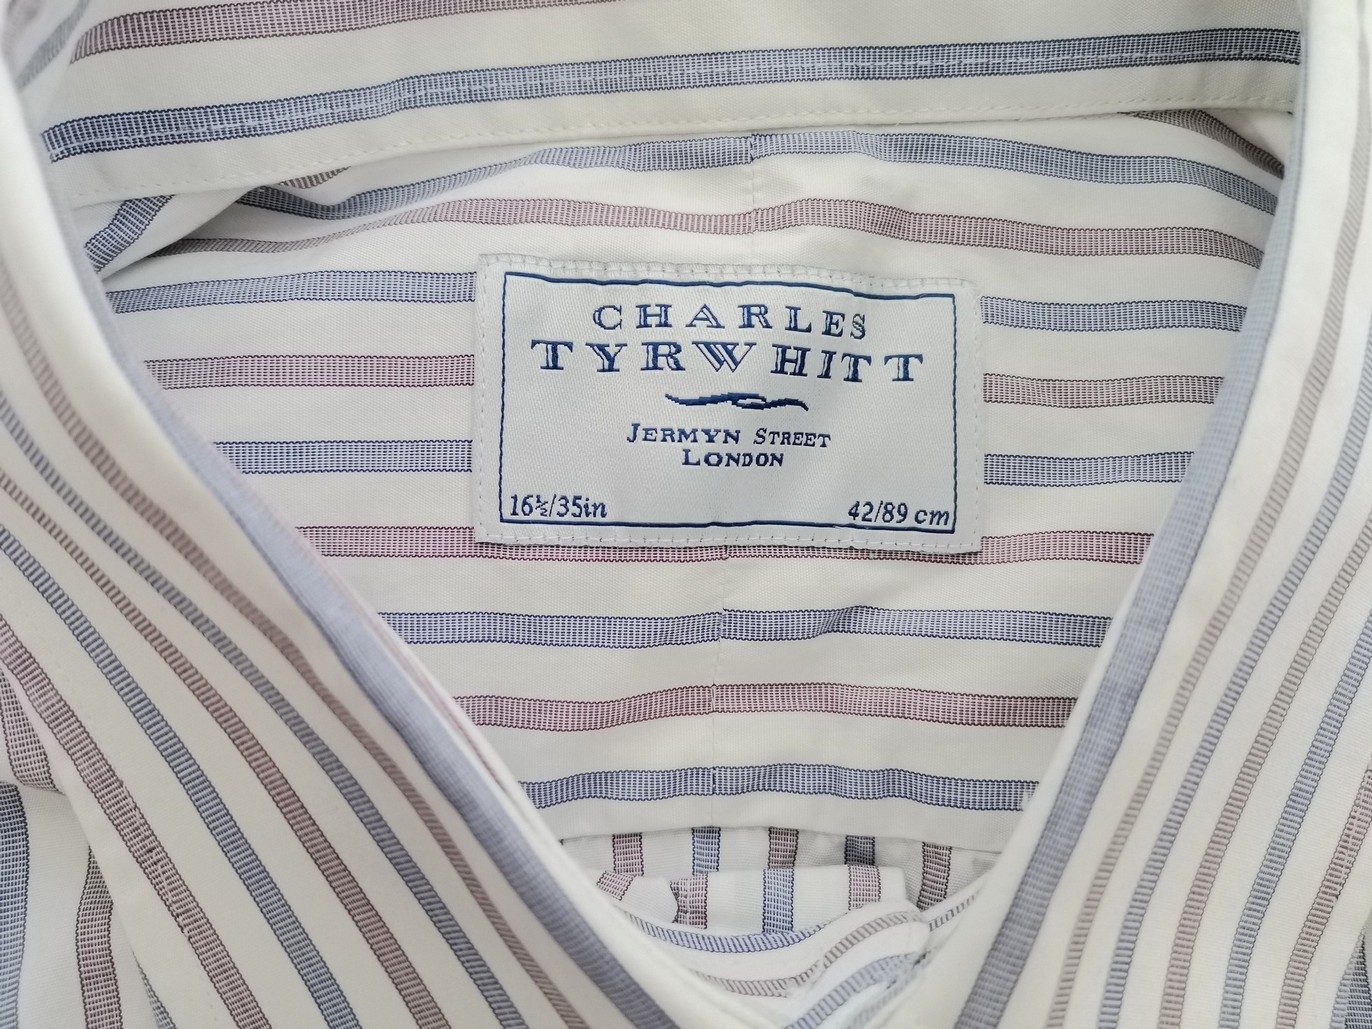 CHARLES
TYRWHITT
JERMYN STREET
LONDON
16½/35in 42/89 cm